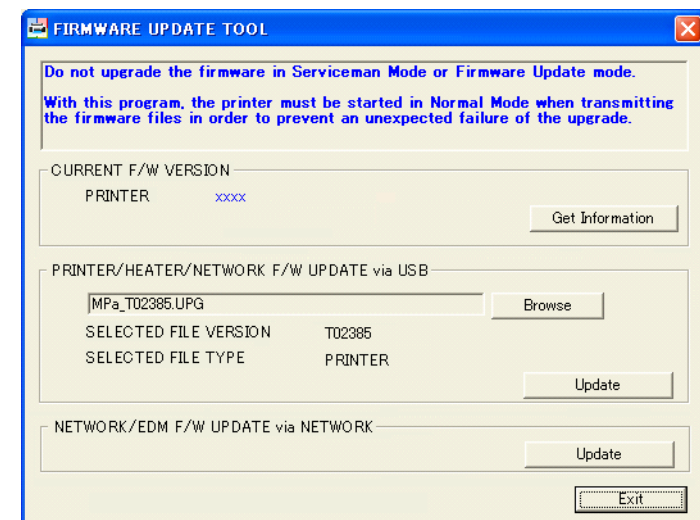 FIRMWARE UPDATE TOOL
Do not upgrade the firmware in Serviceman Mode or Firmware Update mode.
With this program, the printer must be started in Normal Mode when transmitting
the firmware files in order to prevent an unexpected failure of the upgrade.
CURRENT F/W VERSION
PRINTER xxxx
Get Information
PRINTER/HEATER/NETWORK F/W UPDATE via USB
MPa_T02385.UPG Browse
SELECTED FILE VERSION T02385
SELECTED FILE TYPE PRINTER
Update
NETWORK/EDM F/W UPDATE via NETWORK
Update
Exit